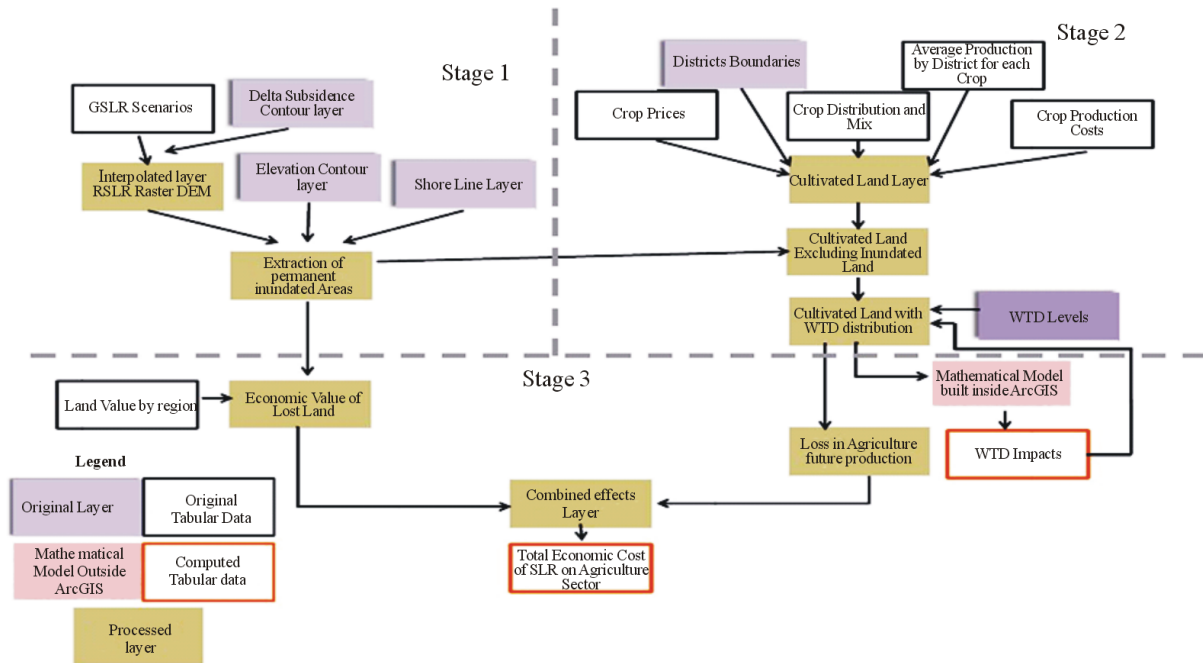 Stage 1
GSLR Scenarios
Delta Subsidence
Contour layer
Interpolated layer
RSLR Raster DEM
Elevation Contour
layer
Shore Line Layer
Extraction of
permanent
inundated Areas
Stage 2
Districts Boundaries
Average Production
by District for each
Crop
Crop Prices
Crop Distribution and
Mix
Crop Production
Costs
Cultivated Land Layer
Cultivated Land
Excluding Inundated
Land
Cultivated Land with
WTD distribution
WTD Levels
Stage 3
Land Value by region
Economic Value of
Lost Land
Mathematical Model
built inside ArcGIS
Loss in Agriculture
future production
WTD Impacts
Combined effects
Layer
Total Economic Cost
of SLR on Agriculture
Sector
Legend
Original Layer
Original
Tabular Data
Mathe matical
Model Outside
ArcGIS
Computed
Tabular data
Processed
layer